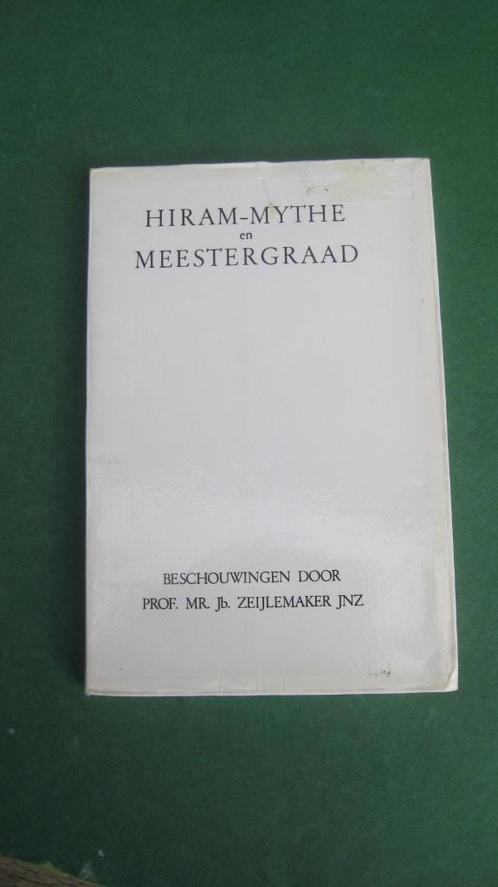 HIRAM-MYTHE
en
MEESTERGRAAD
BESCHOUWINGEN DOOR
PROF. MR. Jb. ZEIJLEMAKER JNZ